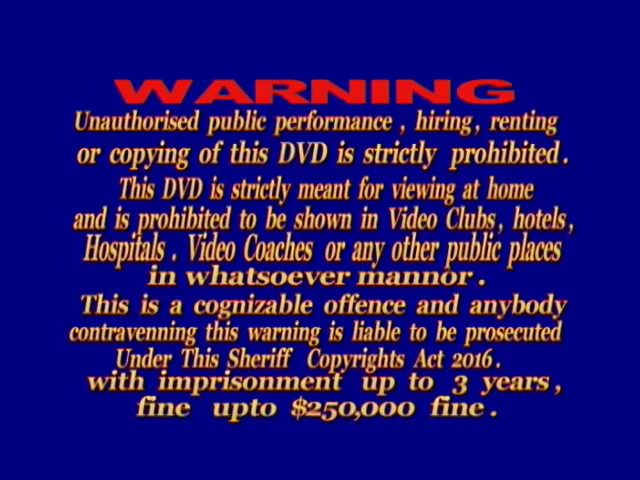 WARNING
Unauthorised public performance , hiring , renting
or copying of this DVD is strictly prohibited .
This DVD is strictly meant for viewing at home
and is prohibited to be shown in Video Clubs , hotels ,
Hospitals . Video Coaches or any other public places
in whatsoever mannor .
This is a cognizable offence and anybody
contravenning this warning is liable to be prosecuted
Under This Sheriff Copyrights Act 2016 .
with imprisonment up to 3 years ,
fine upto $250,000 fine .